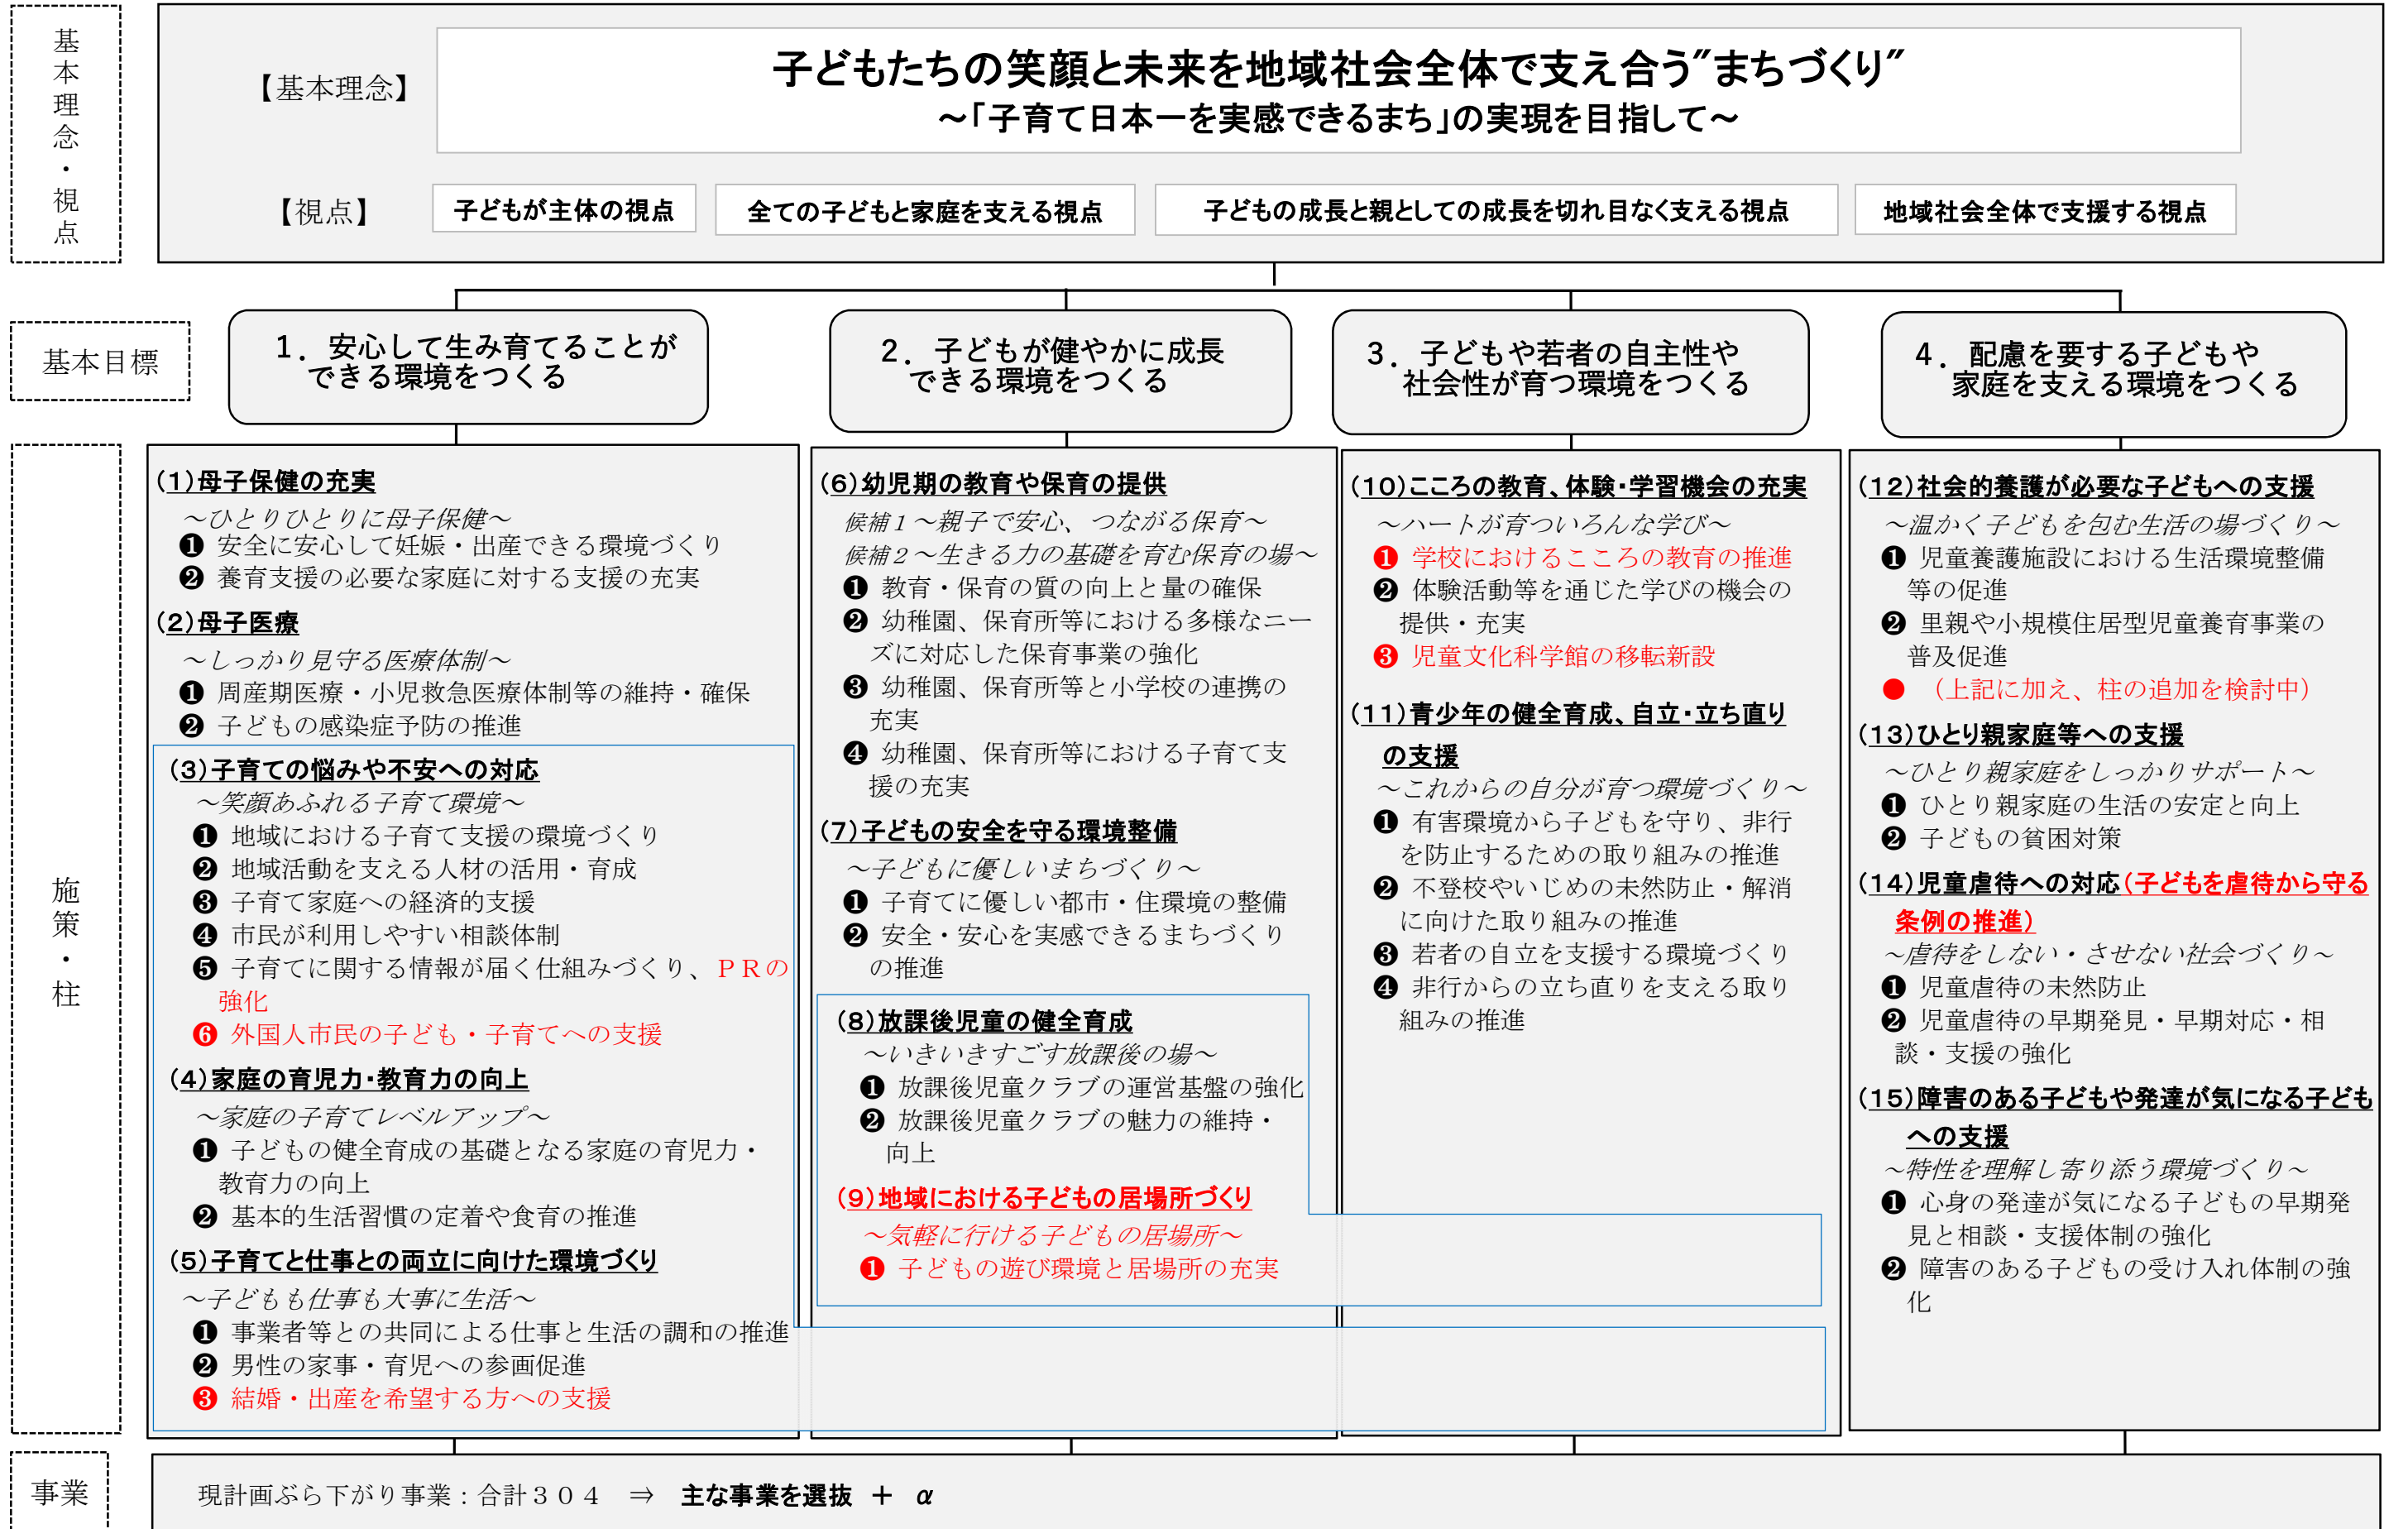 基本理念・視点
【基本理念】
子どもたちの笑顔と未来を地域社会全体で支え合う”まちづくり”
～「子育て日本一を実感できるまち」の実現を目指して～
【視点】
子どもが主体の視点
全ての子どもと家庭を支える視点
子どもの成長と親としての成長を切れ目なく支える視点
地域社会全体で支援する視点
基本目標
１．安心して生み育てることが
できる環境をつくる
２．子どもが健やかに成長
できる環境をつくる
３．子どもや若者の自主性や
社会性が育つ環境をつくる
４．配慮を要する子どもや
家庭を支える環境をつくる
施策・柱
(1)母子保健の充実
～ひとりひとりに母子保健～
❶ 安全に安心して妊娠・出産できる環境づくり
❷ 養育支援の必要な家庭に対する支援の充実
(2)母子医療
～しっかり見守る医療体制～
❶ 周産期医療・小児救急医療体制等の維持・確保
❷ 子どもの感染症予防の推進
(3)子育ての悩みや不安への対応
～笑顔あふれる子育て環境～
❶ 地域における子育て支援の環境づくり
❷ 地域活動を支える人材の活用・育成
❸ 子育て家庭への経済的支援
❹ 市民が利用しやすい相談体制
❺ 子育てに関する情報が届く仕組みづくり、ＰＲの
強化
❻ 外国人市民の子ども・子育てへの支援
(4)家庭の育児力・教育力の向上
～家庭の子育てレベルアップ～
❶ 子どもの健全育成の基礎となる家庭の育児力・
教育力の向上
❷ 基本的生活習慣の定着や食育の推進
(5)子育てと仕事との両立に向けた環境づくり
～子どもも仕事も大事に生活～
❶ 事業者等との共同による仕事と生活の調和の推進
❷ 男性の家事・育児への参画促進
❸ 結婚・出産を希望する方への支援
(6)幼児期の教育や保育の提供
候補１～親子で安心、つながる保育～
候補２～生きる力の基礎を育む保育の場～
❶ 教育・保育の質の向上と量の確保
❷ 幼稚園、保育所等における多様なニー
ズに対応した保育事業の強化
❸ 幼稚園、保育所等と小学校の連携の
充実
❹ 幼稚園、保育所等における子育て支
援の充実
(7)子どもの安全を守る環境整備
～子どもに優しいまちづくり～
❶ 子育てに優しい都市・住環境の整備
❷ 安全・安心を実感できるまちづくり
の推進
(8)放課後児童の健全育成
～いきいきすごす放課後の場～
❶ 放課後児童クラブの運営基盤の強化
❷ 放課後児童クラブの魅力の維持・
向上
(9)地域における子どもの居場所づくり
～気軽に行ける子どもの居場所～
❶ 子どもの遊び環境と居場所の充実
(10)こころの教育、体験・学習機会の充実
～ハートが育ついろんな学び～
❶ 学校におけるこころの教育の推進
❷ 体験活動等を通じた学びの機会の
提供・充実
❸ 児童文化科学館の移転新設
(11)青少年の健全育成、自立・立ち直り
の支援
～これからの自分が育つ環境づくり～
❶ 有害環境から子どもを守り、非行
を防止するための取り組みの推進
❷ 不登校やいじめの未然防止・解消
に向けた取り組みの推進
❸ 若者の自立を支援する環境づくり
❹ 非行からの立ち直りを支える取り
組みの推進
(12)社会的養護が必要な子どもへの支援
～温かく子どもを包む生活の場づくり～
❶ 児童養護施設における生活環境整備
等の促進
❷ 里親や小規模住居型児童養育事業の
普及促進
● （上記に加え、柱の追加を検討中）
(13)ひとり親家庭等への支援
～ひとり親家庭をしっかりサポート～
❶ ひとり親家庭の生活の安定と向上
❷ 子どもの貧困対策
(14)児童虐待への対応(子どもを虐待から守る
条例の推進)
～虐待をしない・させない社会づくり～
❶ 児童虐待の未然防止
❷ 児童虐待の早期発見・早期対応・相
談・支援の強化
(15)障害のある子どもや発達が気になる子ども
への支援
～特性を理解し寄り添う環境づくり～
❶ 心身の発達が気になる子どもの早期発
見と相談・支援体制の強化
❷ 障害のある子どもの受け入れ体制の強
化
事業
現計画ぶら下がり事業：合計３０４ ⇒ 主な事業を選抜 ＋ α